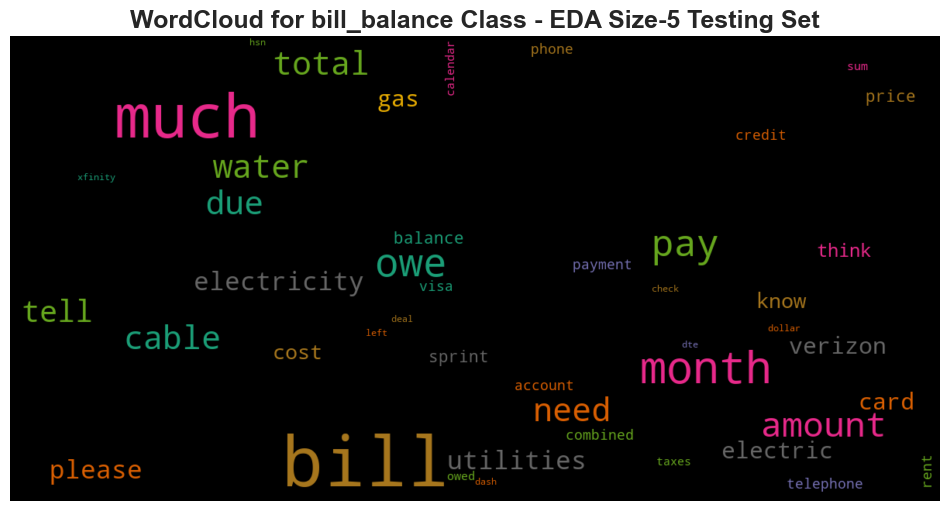 WordCloud for bill_balance Class - EDA Size-5 Testing Set
hsn
total
calendar
phone
sum
gas
price
much
credit
water
xfinity
due
balance
pay
think
owe
payment
electricity
visa
check
know
tell
deal
left
dollar
cable
cost
sprint
dte
verizon
month
account
card
need
amount
combined
electric
bill
utilities
taxes
please
owed
dash
telephone
rent